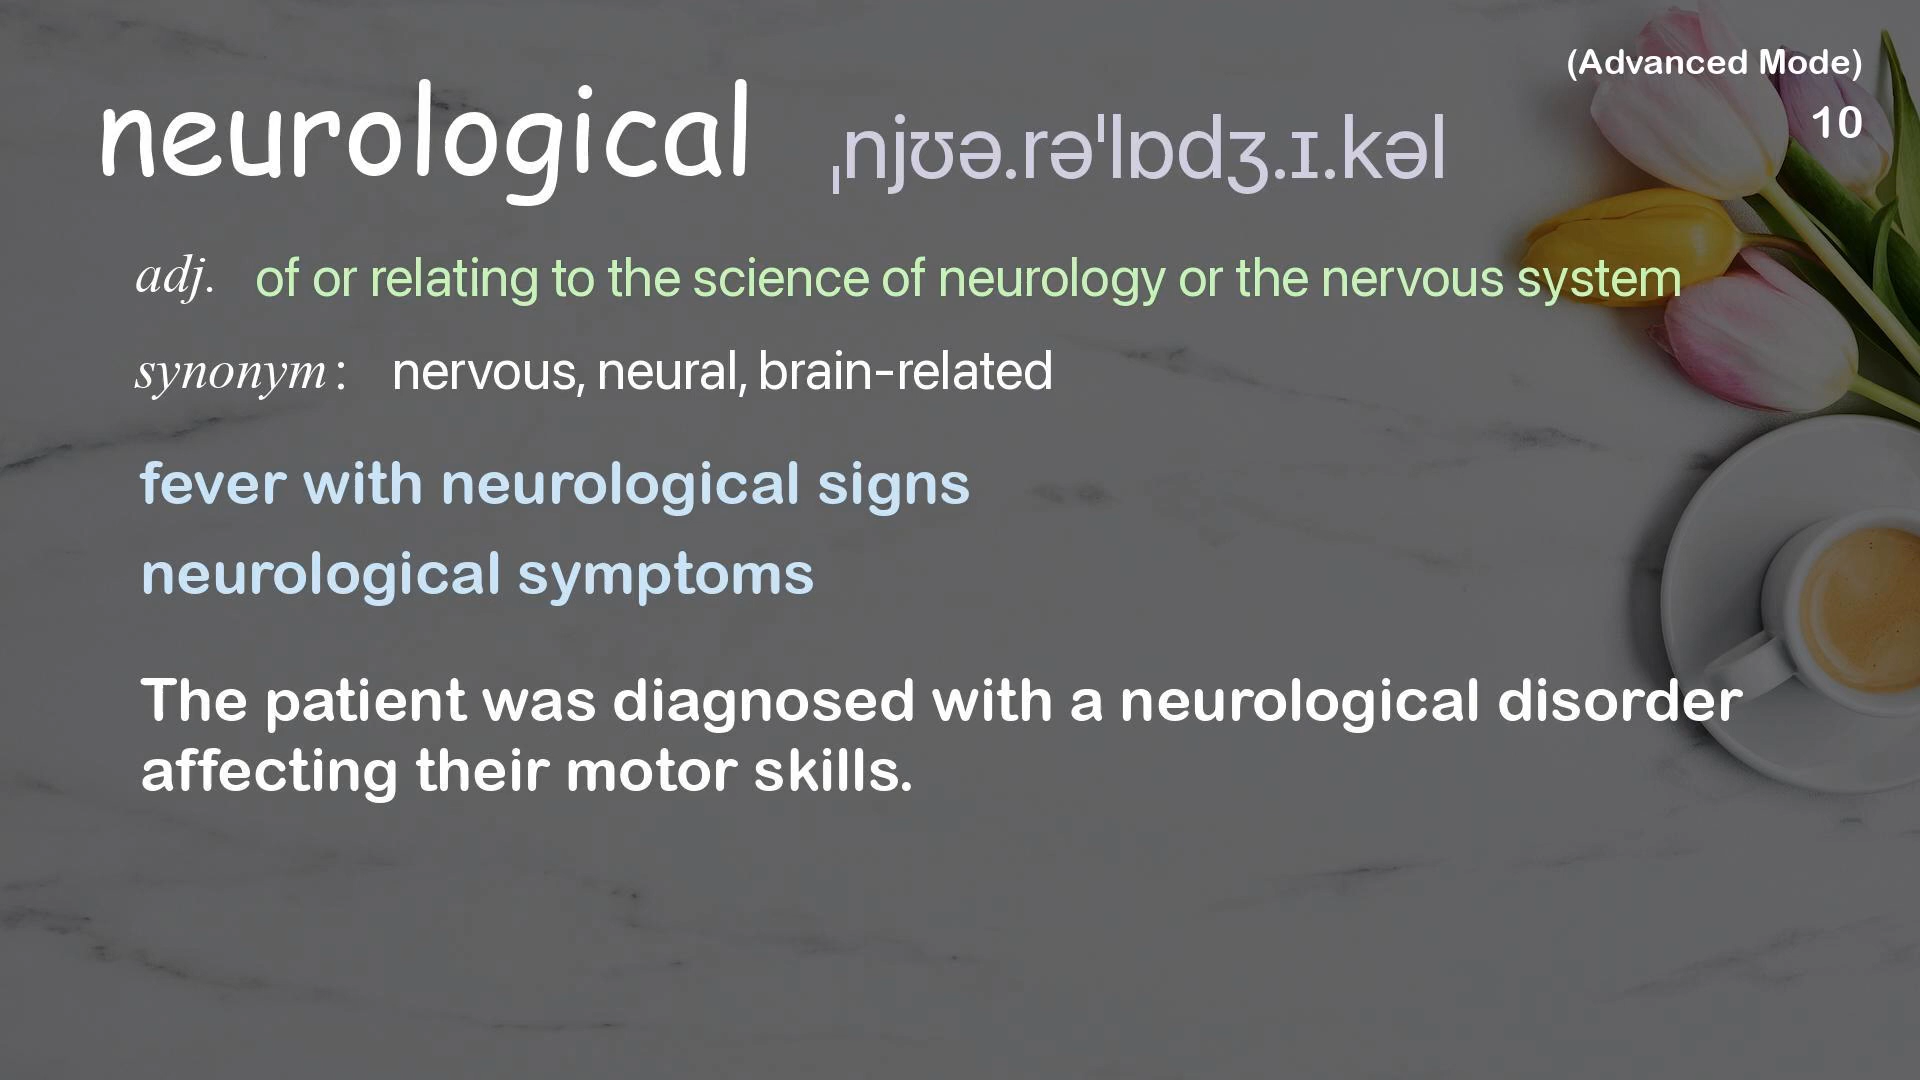 (Advanced Mode)
neurological ˌnjʊə.rəˈlɒdʒ.ɪ.kəl
10
adj. of or relating to the science of neurology or the nervous system
synonym: nervous, neural, brain-related
fever with neurological signs
neurological symptoms
The patient was diagnosed with a neurological disorder
affecting their motor skills.